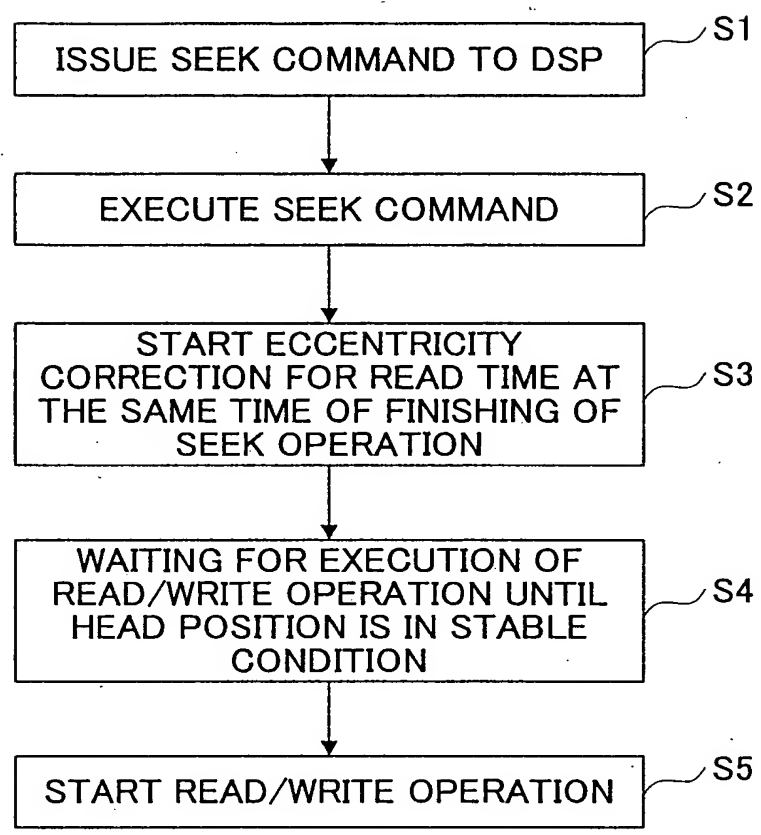 S1
ISSUE SEEK COMMAND TO DSP
S2
EXECUTE SEEK COMMAND
S3
START ECCENTRICITY
CORRECTION FOR READ TIME AT
THE SAME TIME OF FINISHING OF
SEEK OPERATION
S4
WAITING FOR EXECUTION OF
READ/WRITE OPERATION UNTIL
HEAD POSITION IS IN STABLE
CONDITION
S5
START READ/WRITE OPERATION